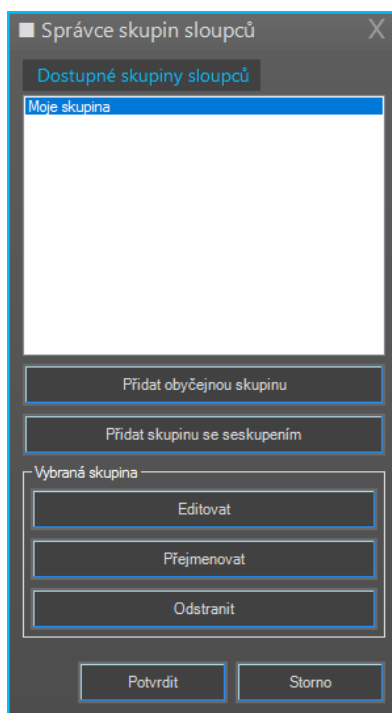 Správce skupin sloupců X
Dostupné skupiny sloupců
Moje skupina
Přidat obyčejnou skupinu
Přidat skupinu se seskupením
Vybraná skupina
Editovat
Přejmenovat
Odstranit
Potvrdit Storno